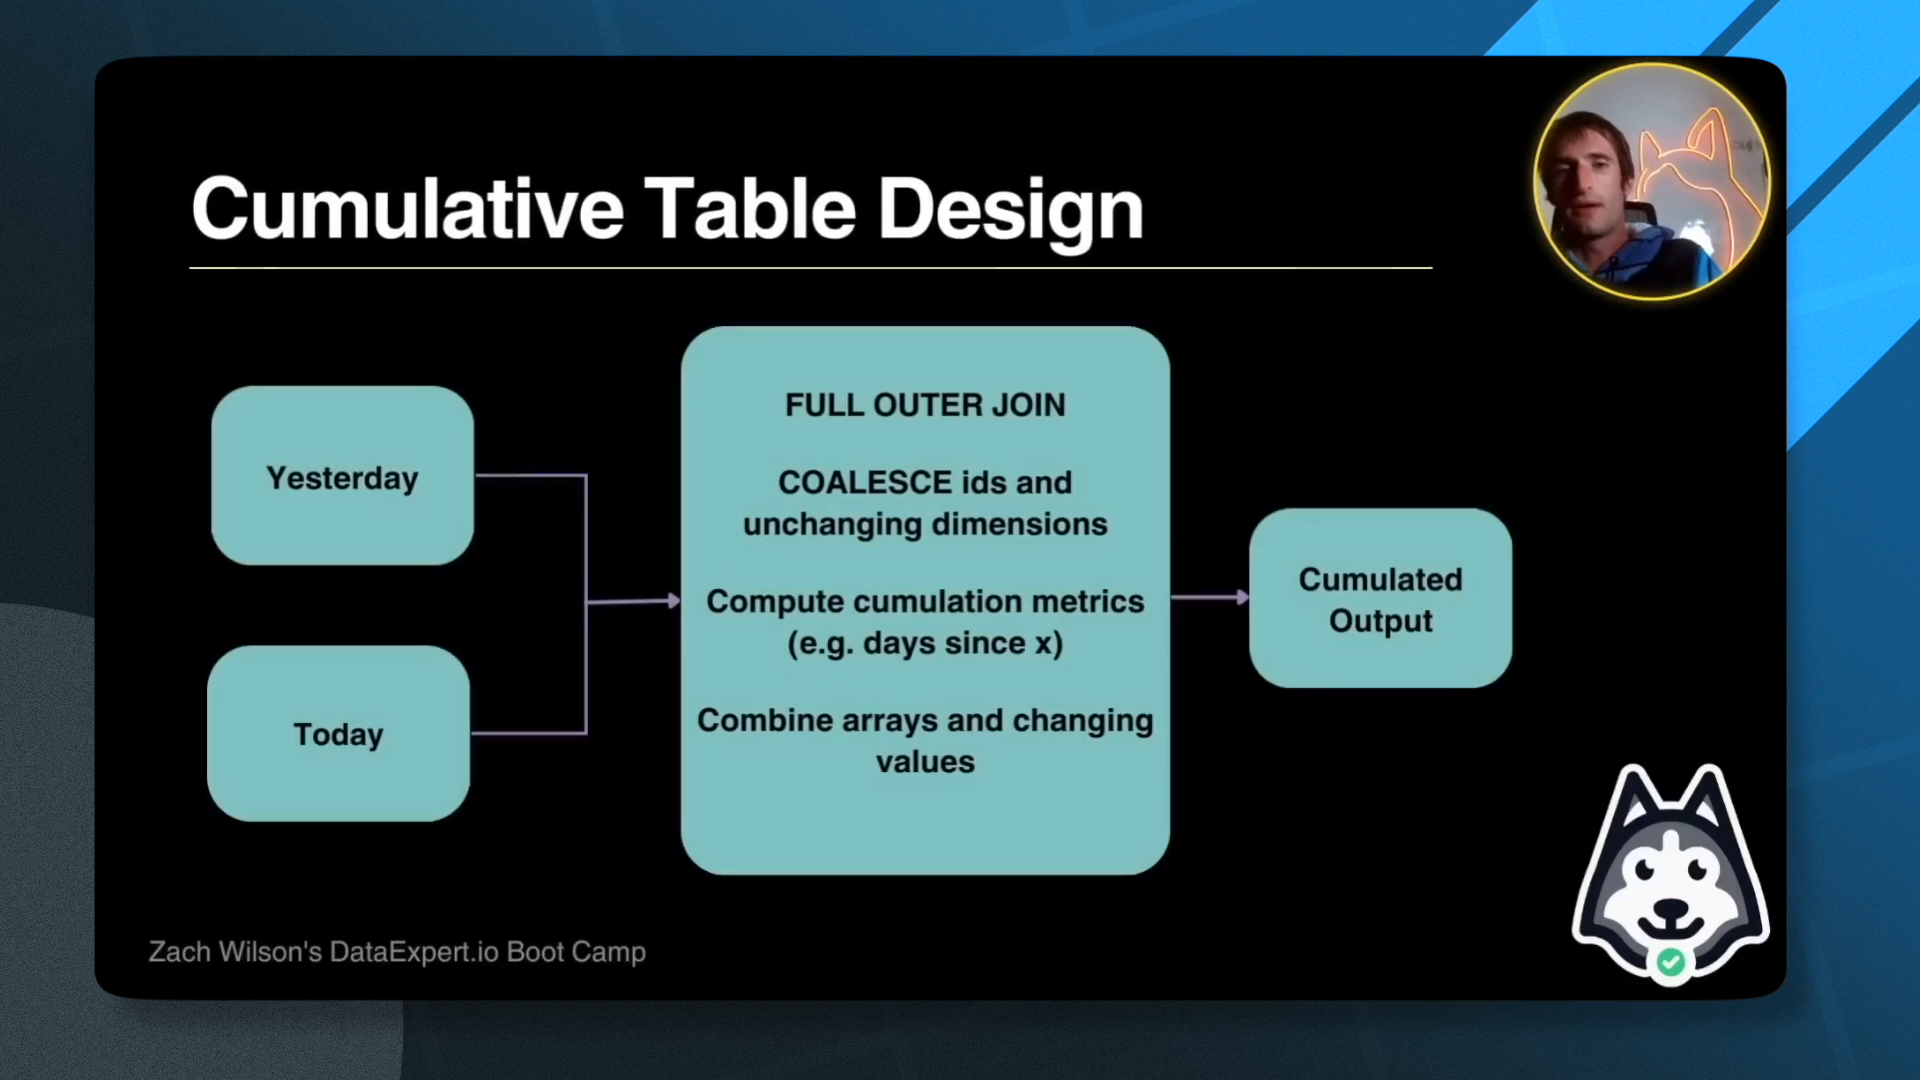 Cumulative Table Design
Yesterday
Today
FULL OUTER JOIN
COALESCE ids and
unchanging dimensions
Compute cumulation metrics
(e.g. days since x)
Combine arrays and changing
values
Cumulated
Output
Zach Wilson's DataExpert.io Boot Camp